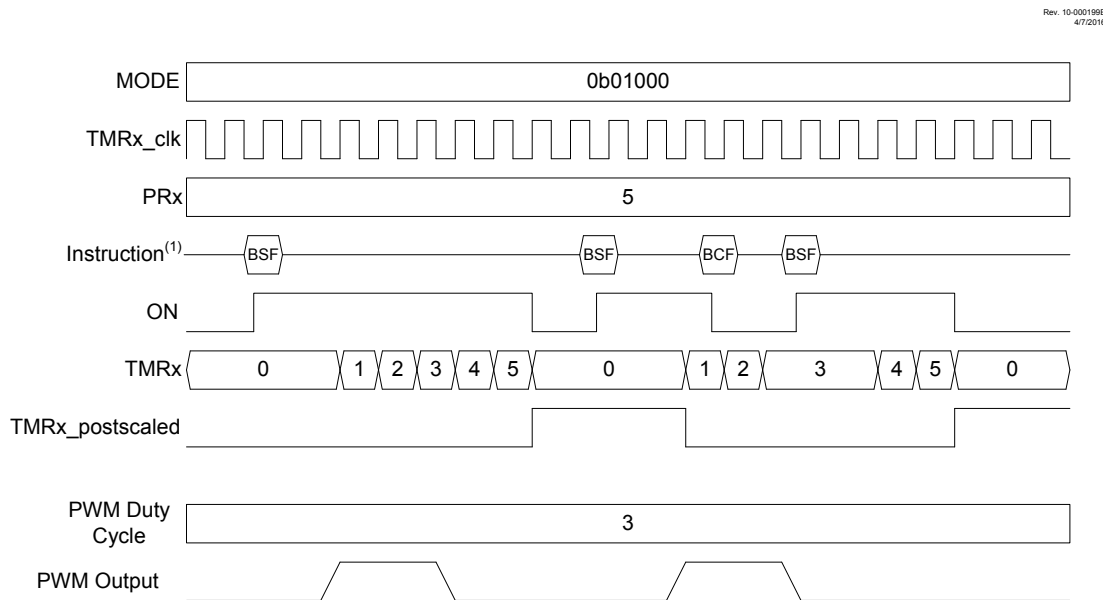 Rev. 10-000199B
4/7/2016
MODE 0b01000
TMRx_clk
PRx 5
Instruction(1) BSF BSF BCF BSF
ON
TMRx 0 1 2 3 4 5 0 1 2 3 4 5 0
TMRx_postscaled
PWM Duty
Cycle 3
PWM Output